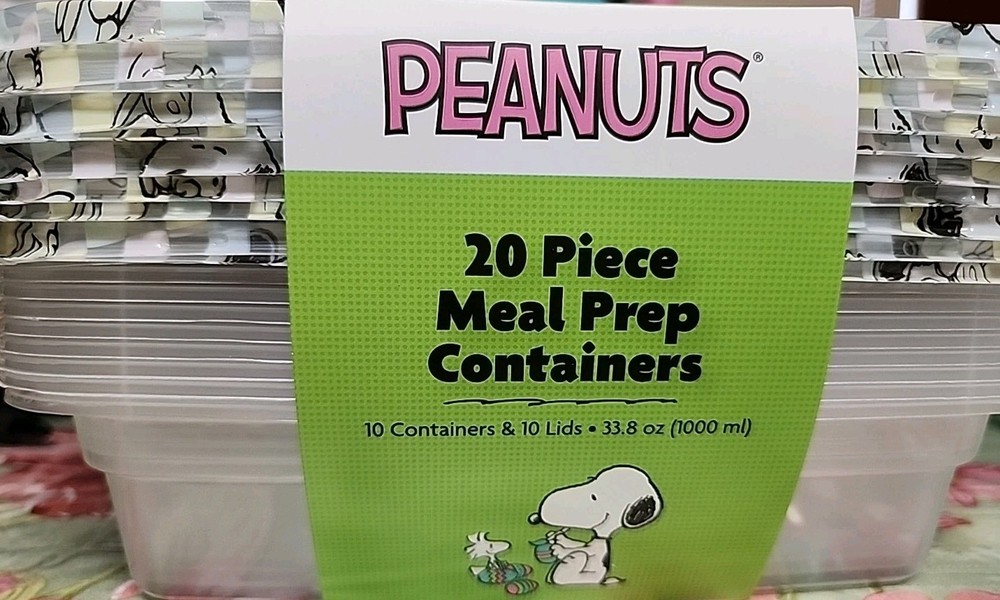 PEANUTS®
20 Piece
Meal Prep
Containers
10 Containers & 10 Lids • 33.8 oz (1000 ml)